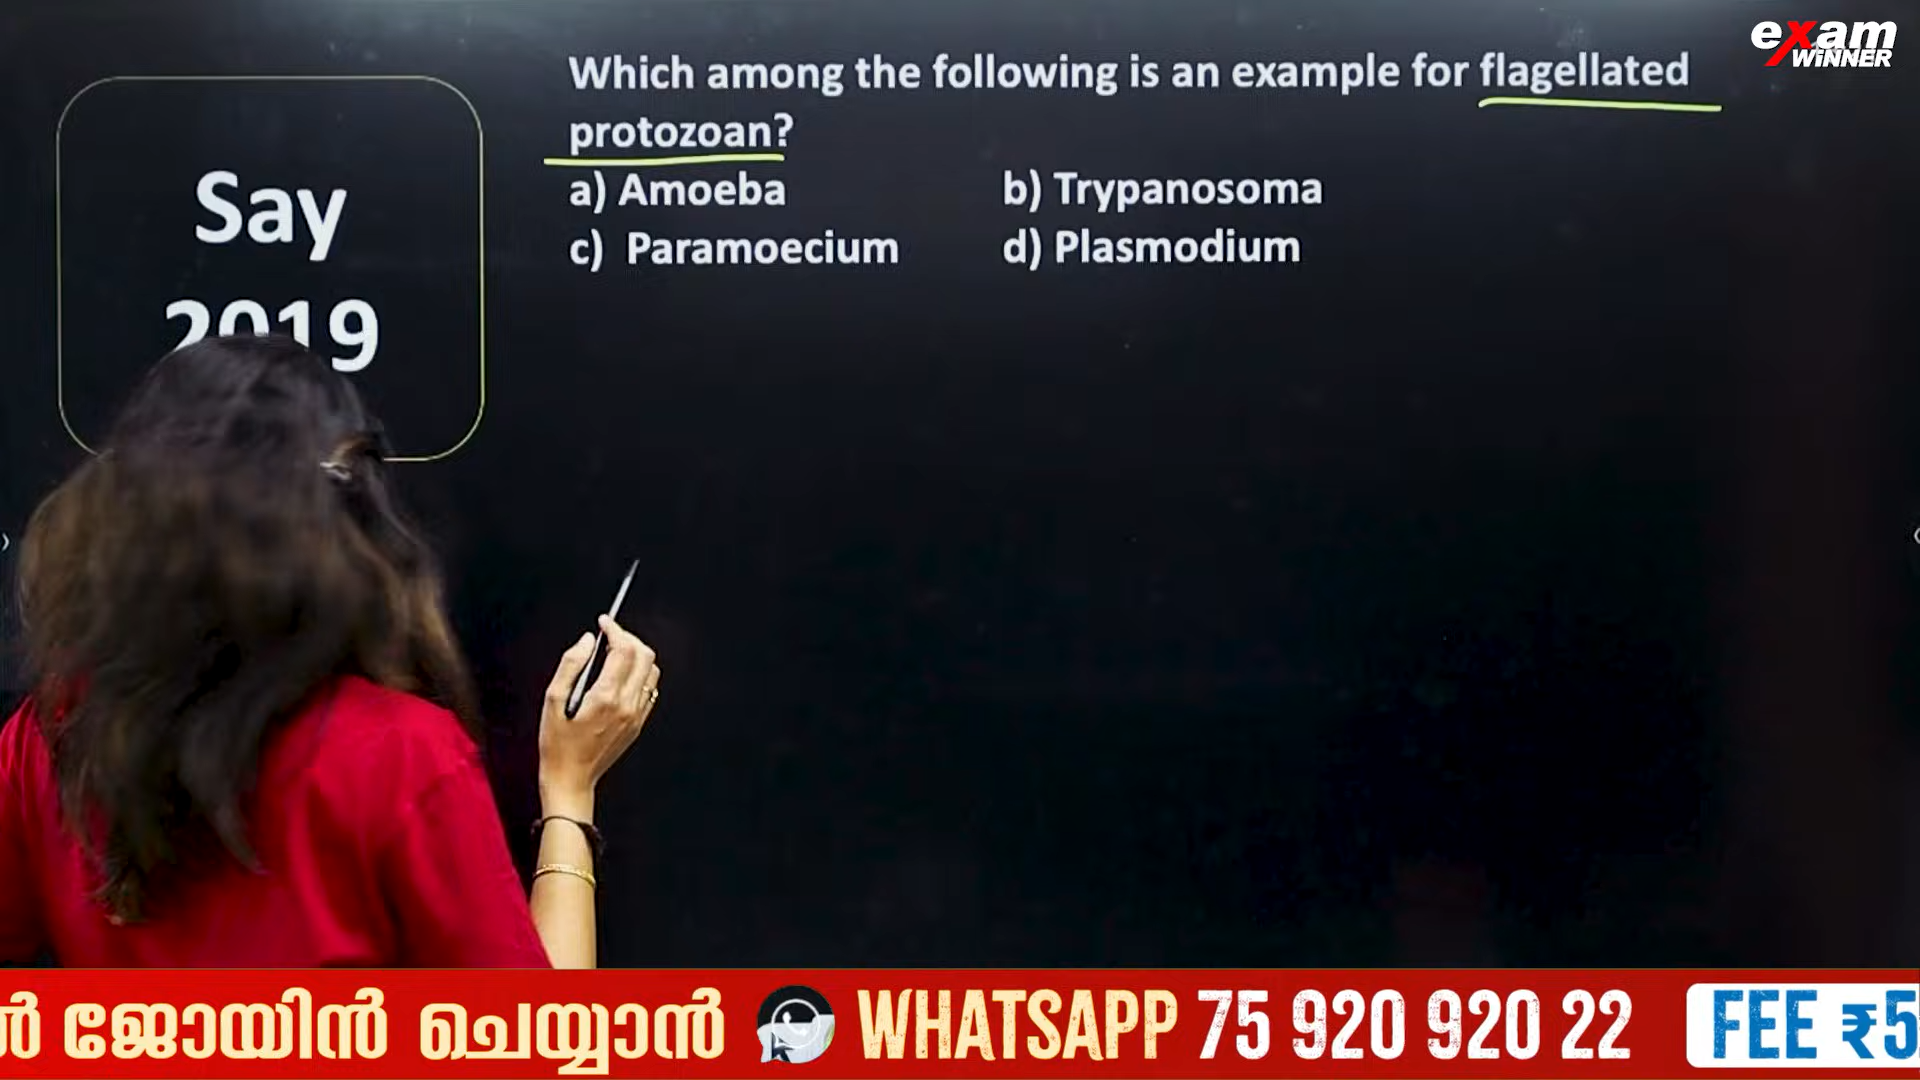 exam
WiNNER
Which among the following is an example for flagellated
protozoan?
a) Amoeba b) Trypanosoma
c) Paramoecium d) Plasmodium
Say
2019
ജോയിൻ ചെയ്യാൻ WHATSAPP 75 920 920 22 FEE ₹5